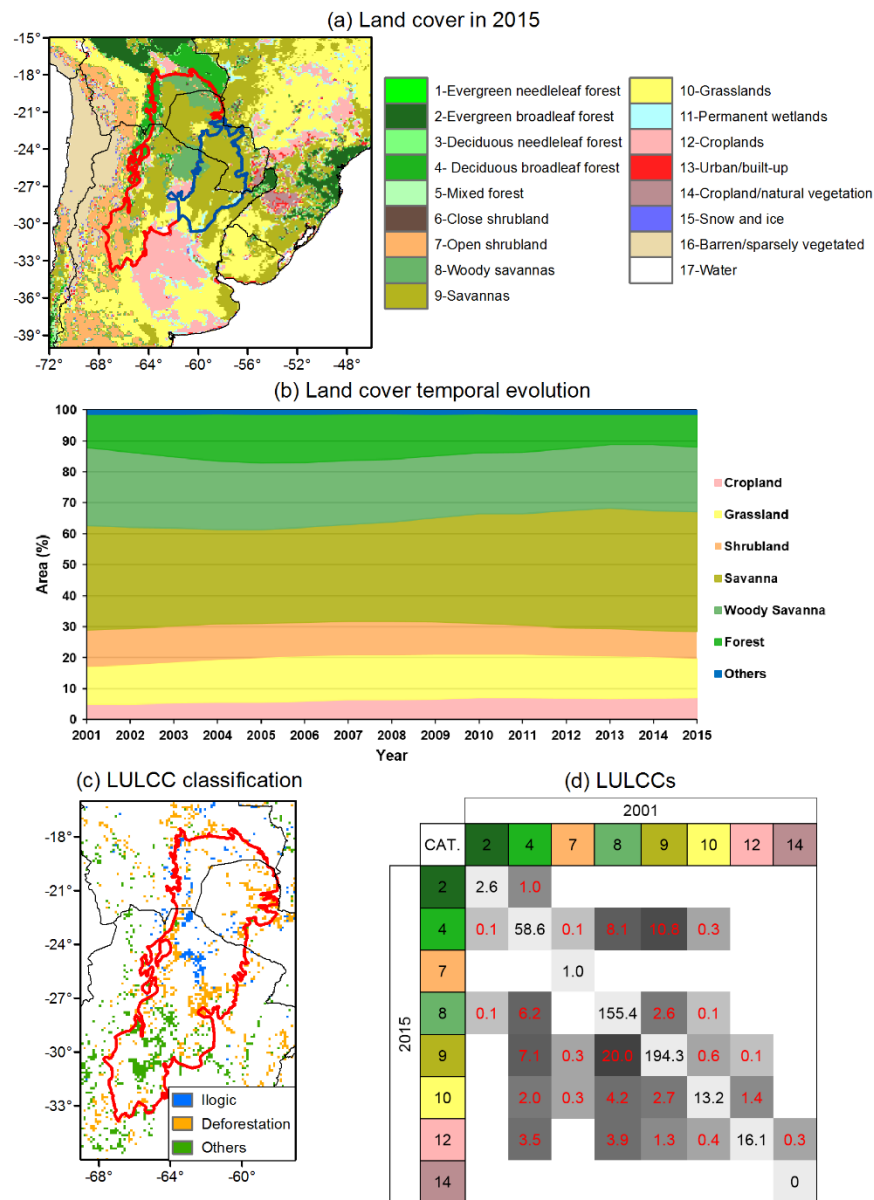 (a) Land cover in 2015
-15°
-18°
-21°
-24°
-27°
-30°
-33°
-36°
-39°
-72° -68° -64° -60° -56° -52° -48°
1-Evergreen needleleaf forest
2-Evergreen broadleaf forest
3-Deciduous needleleaf forest
4- Deciduous broadleaf forest
5-Mixed forest
6-Close shrubland
7-Open shrubland
8-Woody savannas
9-Savannas
10-Grasslands
11-Permanent wetlands
12-Croplands
13-Urban/built-up
14-Cropland/natural vegetation
15-Snow and ice
16-Barren/sparsely vegetated
17-Water
(b) Land cover temporal evolution
Area (%)
100
90
80
70
60
50
40
30
20
10
0
2001 2002 2003 2004 2005 2006 2007 2008 2009 2010 2011 2012 2013 2014 2015
Year
Cropland
Grassland
Shrubland
Savanna
Woody Savanna
Forest
Others
(c) LULCC classification
-18°
-21°
-24°
-27°
-30°
-33°
-68° -64° -60°
Ilogic
Deforestation
Others
(d) LULCCs
2001
CAT. 2 4 7 8 9 10 12 14
2015
2 2.6 1.0
4 0.1 58.6 0.1 8.1 10.8 0.3
7 1.0
8 0.1 6.2 155.4 2.6 0.1
9 7.1 0.3 20.0 194.3 0.6 0.1
10 2.0 0.3 4.2 2.7 13.2 1.4
12 3.5 3.9 1.3 0.4 16.1 0.3
14 0